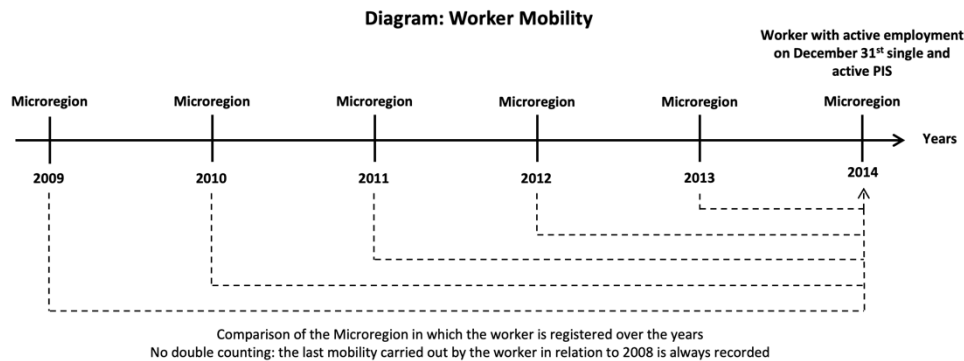 Diagram: Worker Mobility
Worker with active employment
on December 31st single and
active PIS
Microregion Microregion Microregion Microregion Microregion Microregion
Years
2009 2010 2011 2012 2013 2014
Comparison of the Microregion in which the worker is registered over the years
No double counting: the last mobility carried out by the worker in relation to 2008 is always recorded